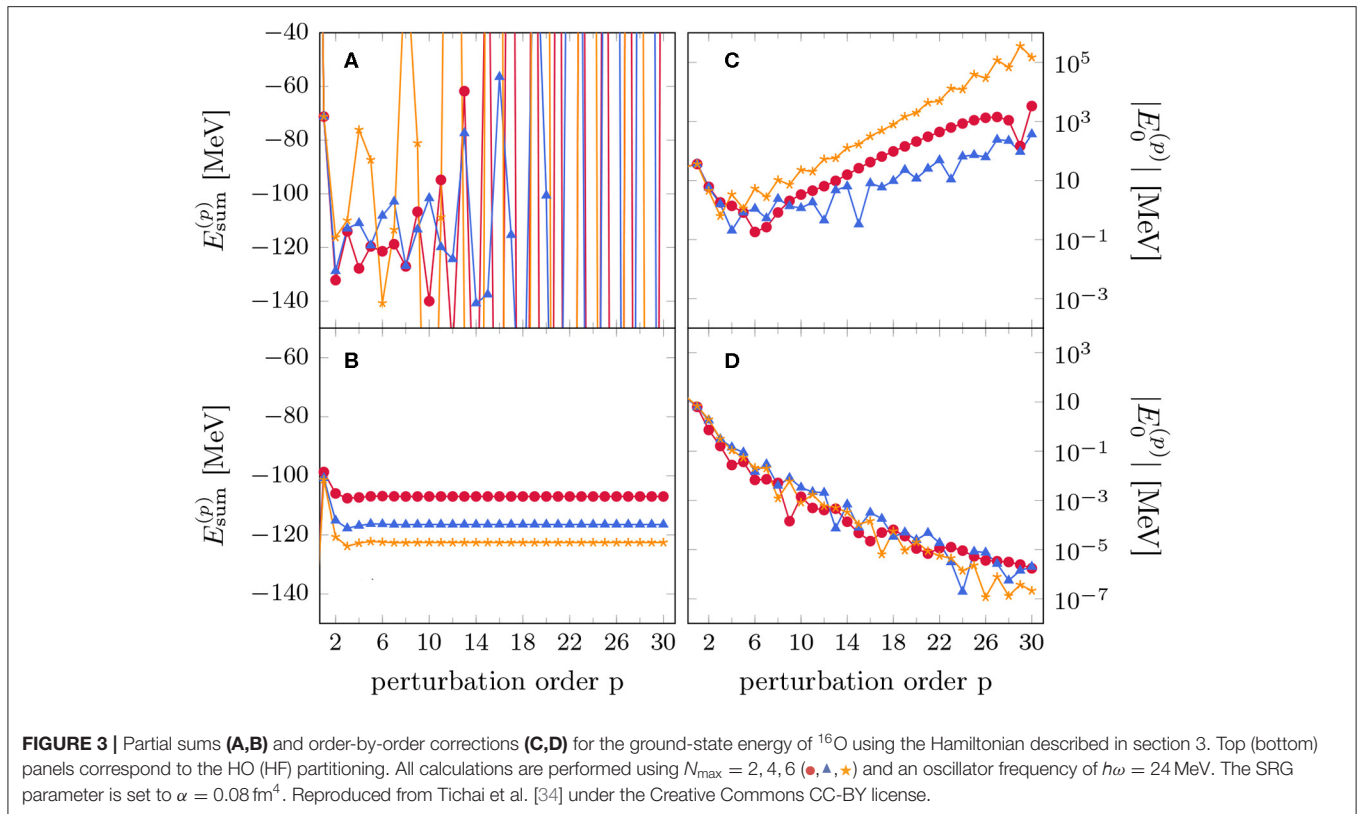 A
−40
−60
−80
−100
−120
−140
E_sum^(p) [MeV]
C
10^5
10^3
10
10^−1
10^−3
|E_0^(p)| [MeV]
B
−60
−80
−100
−120
−140
E_sum^(p) [MeV]
2 6 10 14 18 22 26 30
perturbation order p
D
10^3
10
10^−1
10^−3
10^−5
10^−7
|E_0^(p)| [MeV]
2 6 10 14 18 22 26 30
perturbation order p
FIGURE 3 | Partial sums (A,B) and order-by-order corrections (C,D) for the ground-state energy of ¹⁶O using the Hamiltonian described in section 3. Top (bottom)
panels correspond to the HO (HF) partitioning. All calculations are performed using N_max = 2, 4, 6 (●,▲,★) and an oscillator frequency of ħω = 24 MeV. The SRG
parameter is set to α = 0.08 fm⁴. Reproduced from Tichai et al. [34] under the Creative Commons CC-BY license.